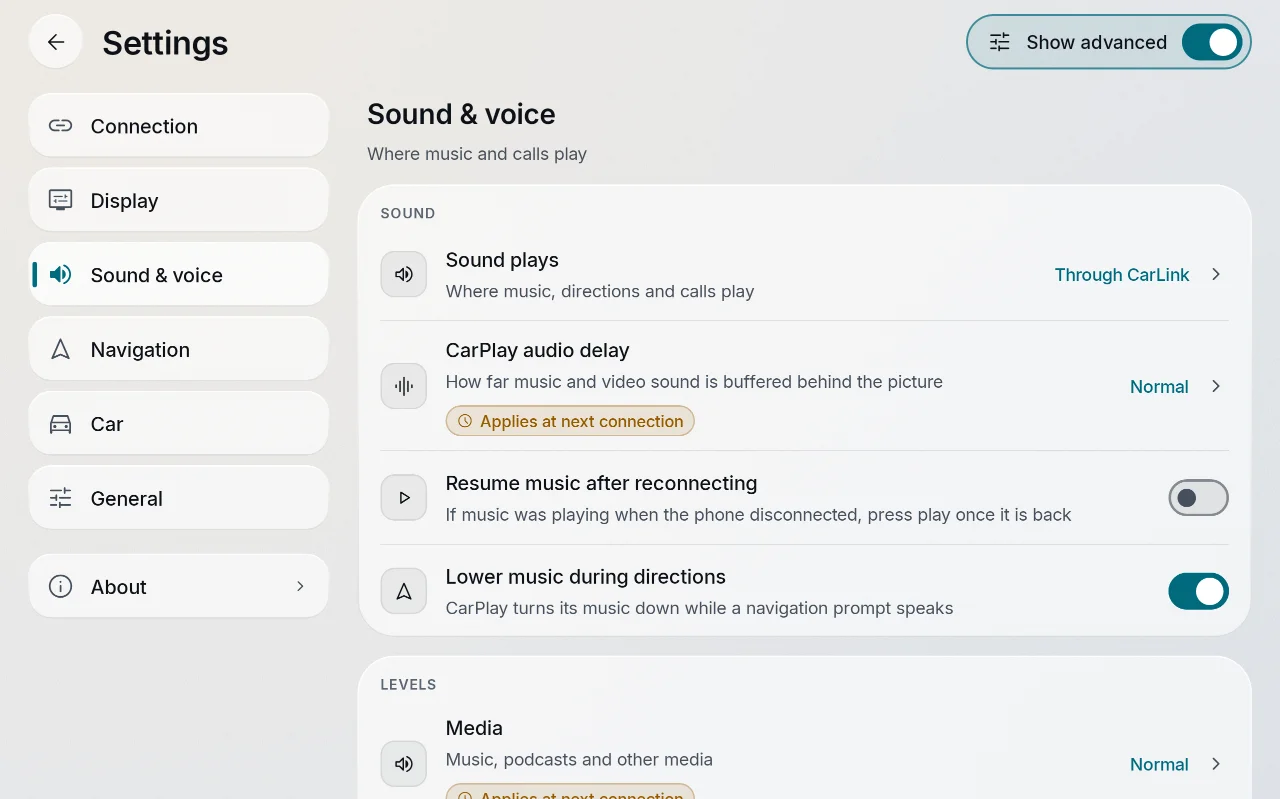 Settings
Show advanced
Connection
Display
Sound & voice
Navigation
Car
General
About
Sound & voice
Where music and calls play
SOUND
Sound plays
Where music, directions and calls play
Through CarLink
CarPlay audio delay
How far music and video sound is buffered behind the picture
Applies at next connection
Normal
Resume music after reconnecting
If music was playing when the phone disconnected, press play once it is back
Lower music during directions
CarPlay turns its music down while a navigation prompt speaks
LEVELS
Media
Music, podcasts and other media
Normal
Applies at next connection